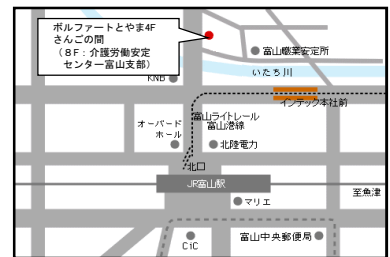 ボルファートとやま4F
さんごの間
（８Ｆ：介護労働安定
センター富山支部）
富山職業安定所
いたち川
KNB
インテック本社前
富山ライトレール
富山港線
オーバード
ホール
北陸電力
北口
JR富山駅
至魚津
マリエ
CiC
富山中央郵便局